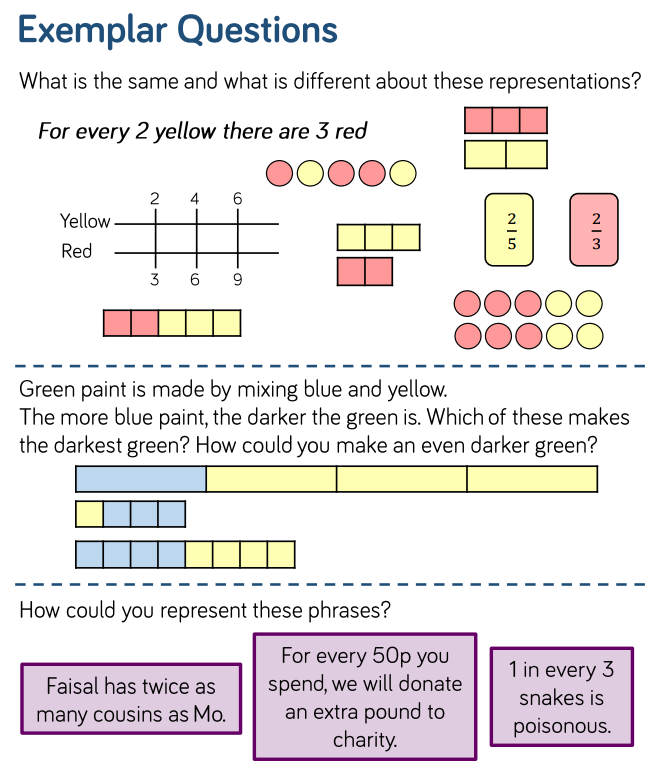 Exemplar Questions
What is the same and what is different about these representations?
For every 2 yellow there are 3 red
2 4 6
Yellow
Red
3 6 9
2/5
2/3
Green paint is made by mixing blue and yellow.
The more blue paint, the darker the green is. Which of these makes
the darkest green? How could you make an even darker green?
How could you represent these phrases?
Faisal has twice as
many cousins as Mo.
For every 50p you
spend, we will donate
an extra pound to
charity.
1 in every 3
snakes is
poisonous.